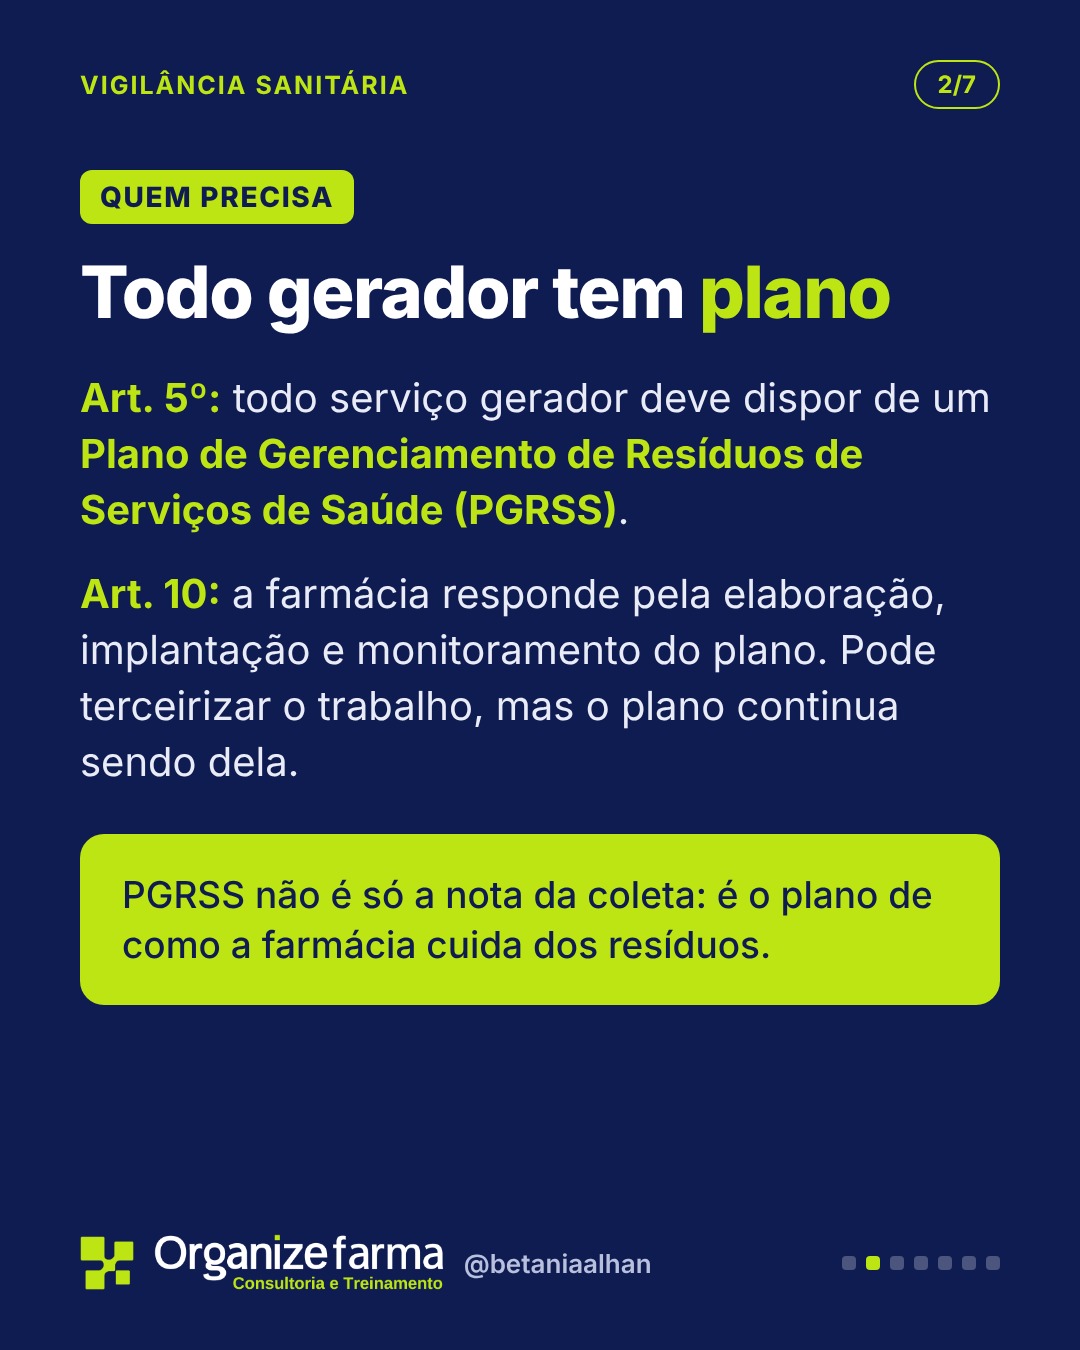 VIGILÂNCIA SANITÁRIA
2/7
QUEM PRECISA
Todo gerador tem plano
Art. 5º: todo serviço gerador deve dispor de um
Plano de Gerenciamento de Resíduos de
Serviços de Saúde (PGRSS).
Art. 10: a farmácia responde pela elaboração,
implantação e monitoramento do plano. Pode
terceirizar o trabalho, mas o plano continua
sendo dela.
PGRSS não é só a nota da coleta: é o plano de
como a farmácia cuida dos resíduos.
Organizefarma
Consultoria e Treinamento
@betaniaalhan